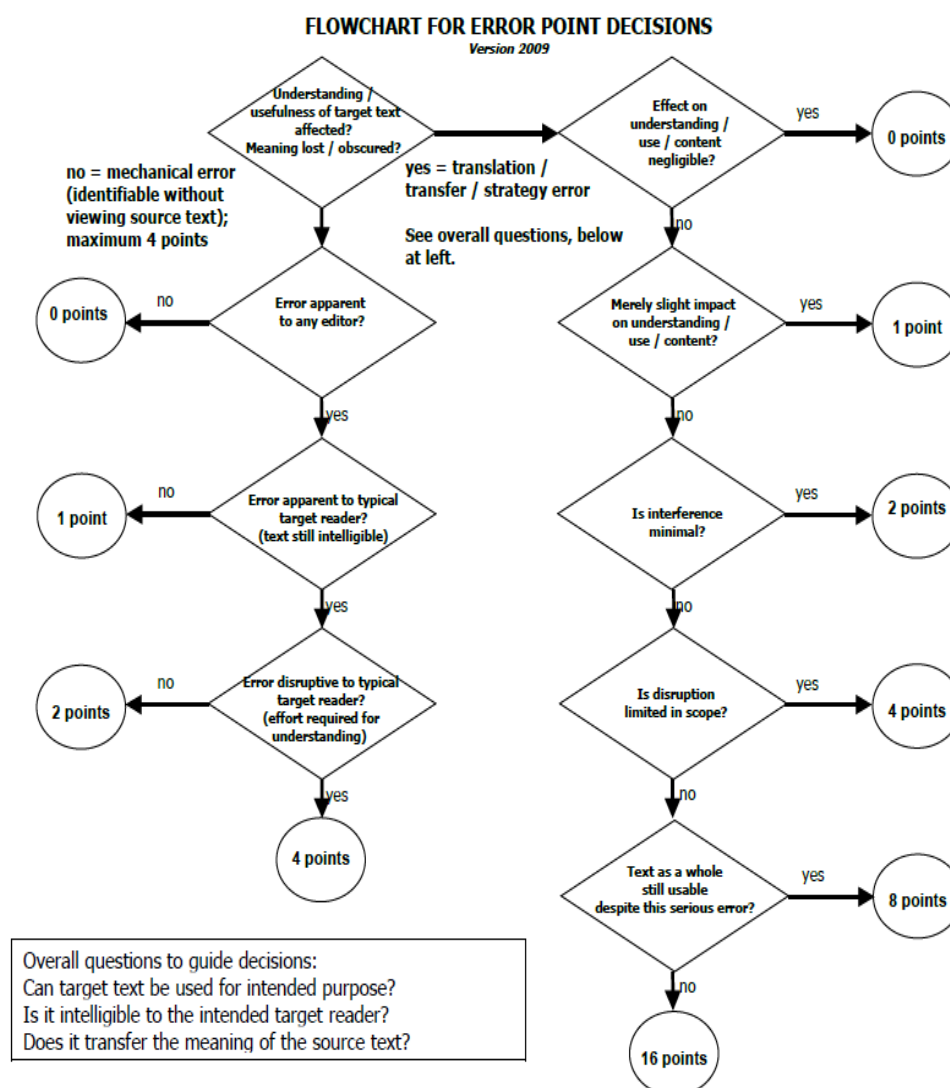 FLOWCHART FOR ERROR POINT DECISIONS
Version 2009
Understanding /
usefulness of target text
affected?
Meaning lost / obscured?
no = mechanical error
(identifiable without
viewing source text);
maximum 4 points
yes = translation /
transfer / strategy error
See overall questions, below
at left.
Effect on
understanding /
use / content
negligible?
yes
0 points
no
Error apparent
to any editor?
no
0 points
yes
Merely slight impact
on understanding /
use / content?
yes
1 point
no
Error apparent to typical
target reader?
(text still intelligible)
no
1 point
yes
Is interference
minimal?
yes
2 points
no
Error disruptive to typical
target reader?
(effort required for
understanding)
no
2 points
yes
4 points
Is disruption
limited in scope?
yes
4 points
no
Text as a whole
still usable
despite this serious error?
yes
8 points
no
16 points
Overall questions to guide decisions:
Can target text be used for intended purpose?
Is it intelligible to the intended target reader?
Does it transfer the meaning of the source text?